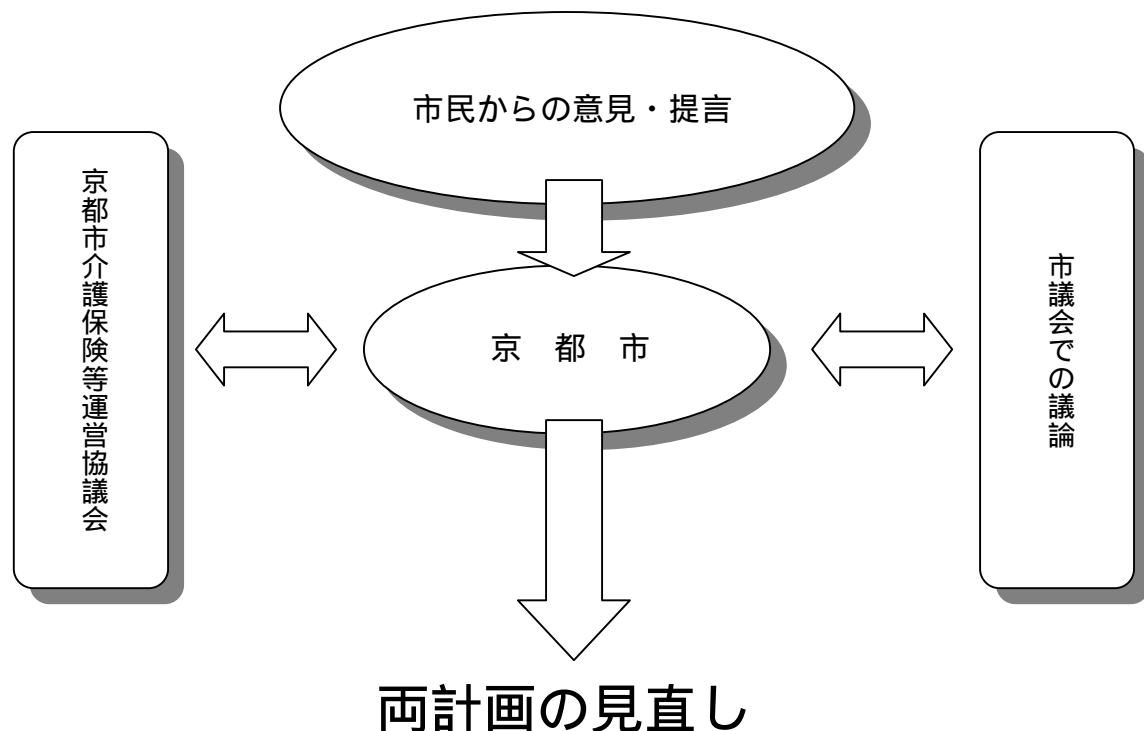 市民からの意見・提言
京都市介護保険等運営協議会
京　都　市
市議会での議論
両計画の見直し